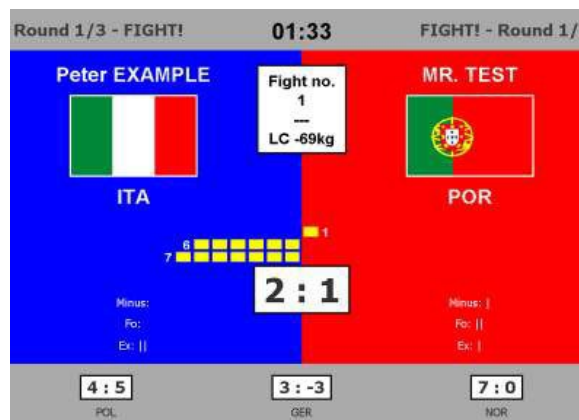 Round 1/3 - FIGHT!
01:33
FIGHT! - Round 1/
Peter EXAMPLE
Fight no.
1
---
LC -69kg
MR. TEST
ITA
POR
1
6
7
2 : 1
Minus:
Fo:
Ex: ||
Minus: |
Fo: ||
Ex: |
4 : 5
3 : -3
7 : 0
POL
GER
NOR